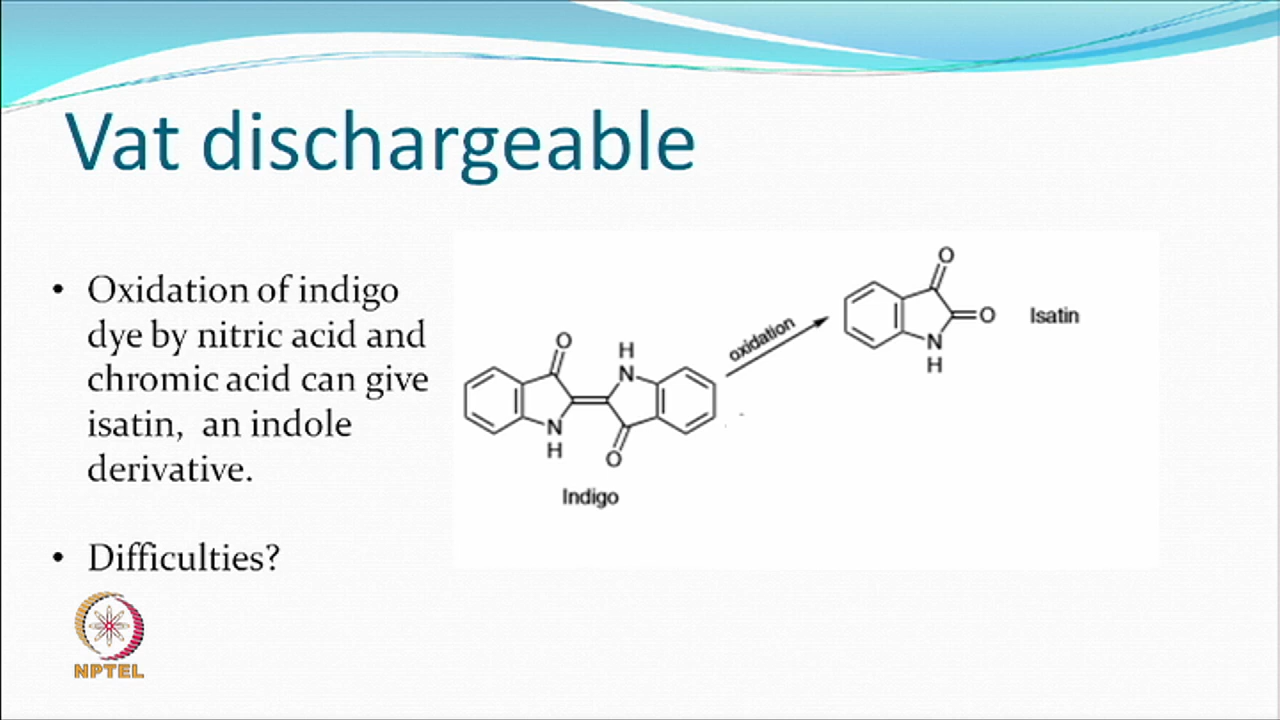 Vat dischargeable
• Oxidation of indigo
dye by nitric acid and
chromic acid can give
isatin, an indole
derivative.
• Difficulties?
O
N
H
H
N
O
Indigo
oxidation
O
O
N
H
Isatin
NPTEL